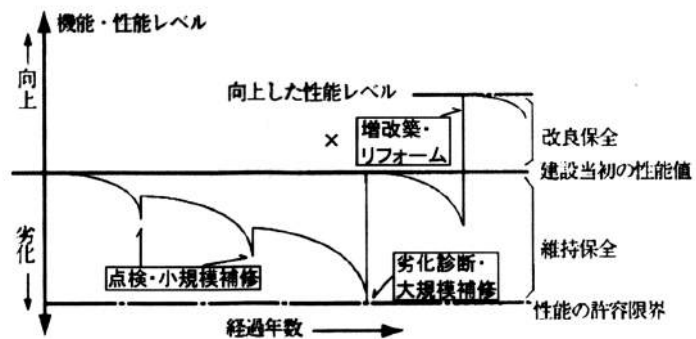 機能・性能レベル
向上
向上した性能レベル
×
増改築・
リフォーム
改良保全
建設当初の性能値
劣化
点検・小規模補修
劣化診断・
大規模補修
維持保全
性能の許容限界
経過年数